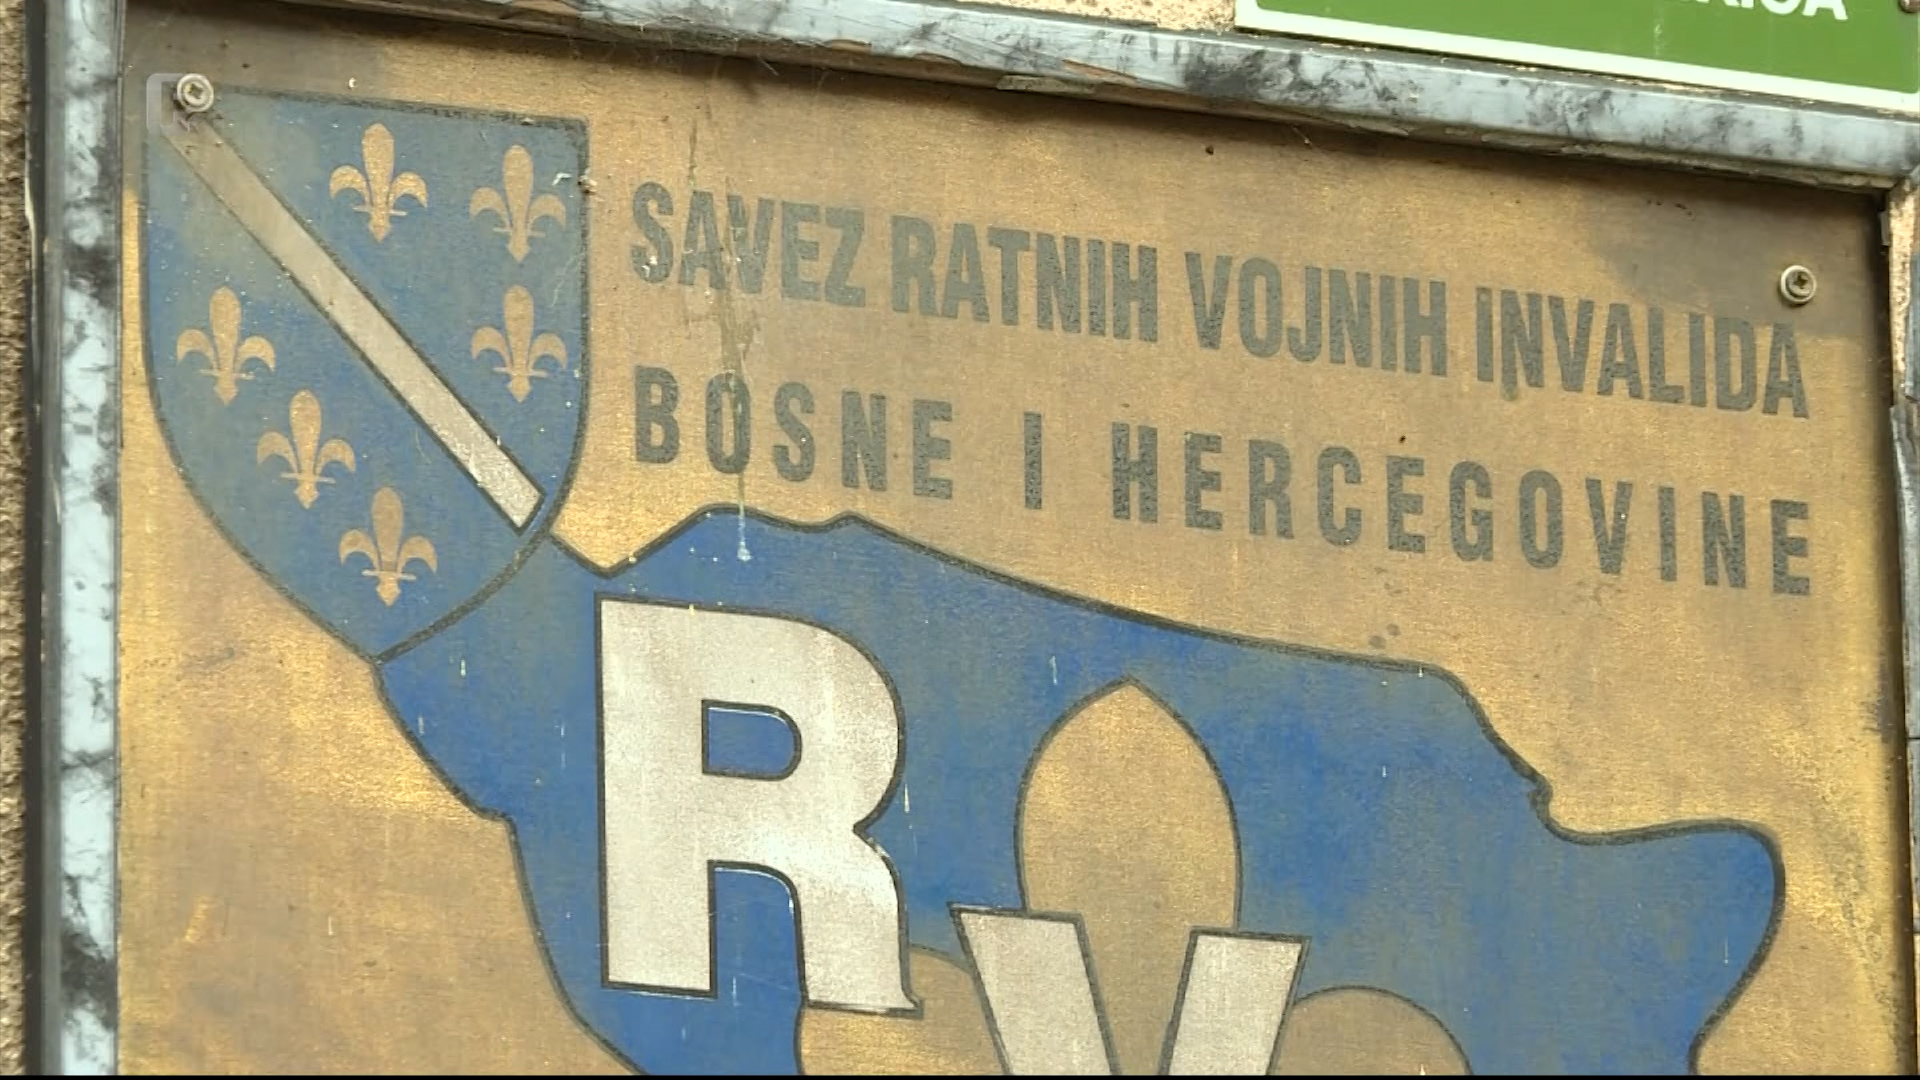 SAVEZ RATNIH VOJNIH INVALIDA
BOSNE I HERCEGOVINE
R
V